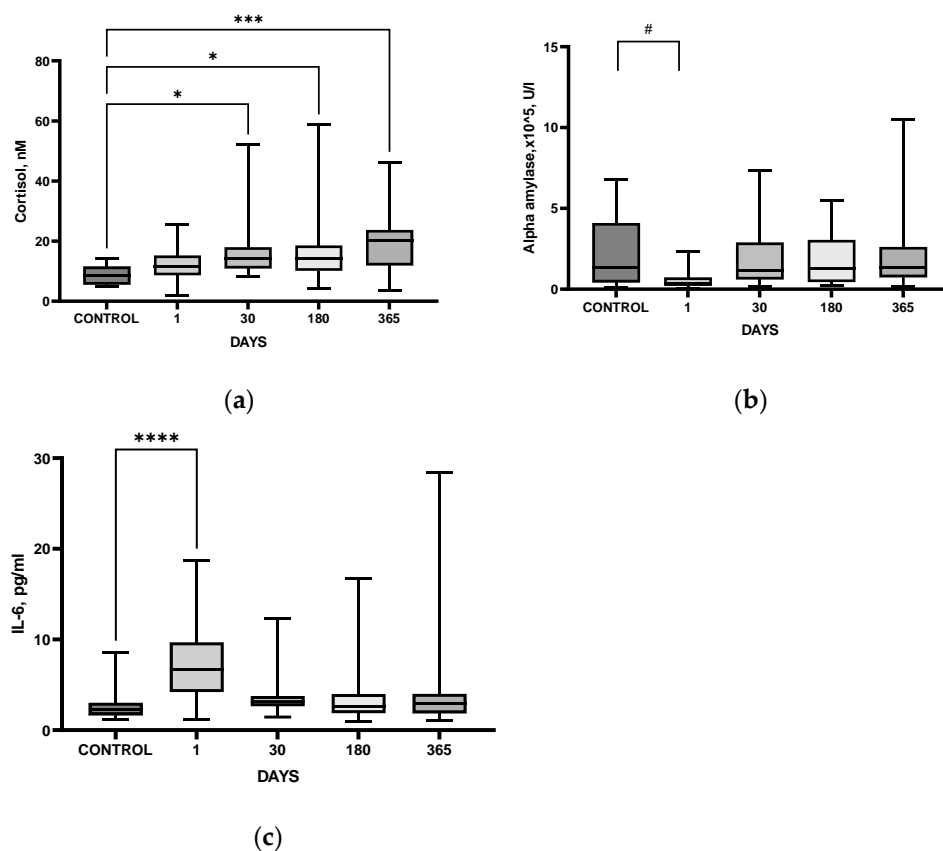 ***
*
*
80
60
40
20
0
Cortisol, nM
CONTROL 1 30 180 365
DAYS
(a)
#
15
10
5
0
Alpha amylase,x10^5, U/l
CONTROL 1 30 180 365
DAYS
(b)
****
30
20
10
0
IL-6, pg/ml
CONTROL 1 30 180 365
DAYS
(c)